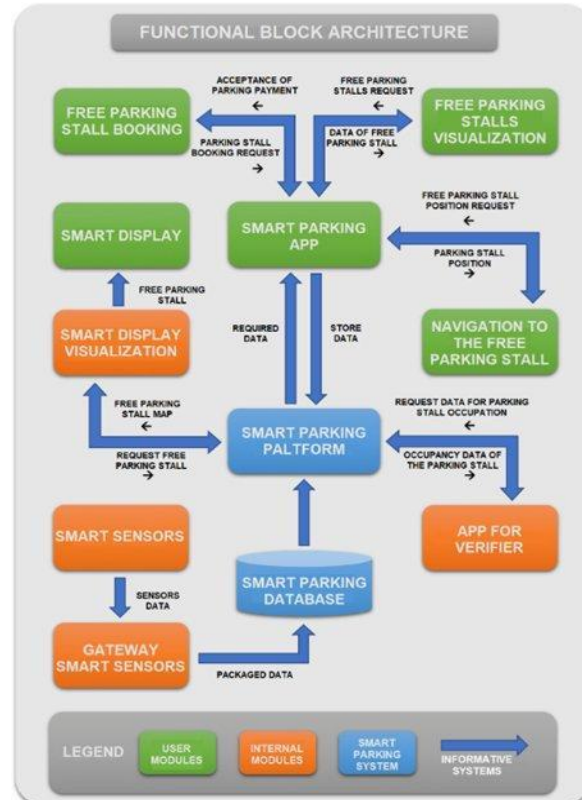 FUNCTIONAL BLOCK ARCHITECTURE
ACCEPTANCE OF
PARKING PAYMENT
←
FREE PARKING
STALLS REQUEST
←
FREE PARKING
STALL BOOKING
PARKING STALL
BOOKING REQUEST
→
DATA OF FREE
PARKING STALL
→
FREE PARKING
STALLS
VISUALIZATION
SMART DISPLAY
SMART PARKING
APP
FREE PARKING STALL
POSITION REQUEST
←
PARKING STALL
POSITION
→
FREE PARKING
STALL
SMART DISPLAY
VISUALIZATION
REQUIRED
DATA
STORE
DATA
NAVIGATION TO
THE FREE
PARKING STALL
FREE PARKING
STALL MAP
←
REQUEST FREE
PARKING STALL
→
SMART PARKING
PALTFORM
REQUEST DATA FOR PARKING
STALL OCCUPATION
←
OCCUPANCY DATA OF
THE PARKING STALL
→
SMART SENSORS
APP FOR
VERIFIER
SENSORS
DATA
SMART PARKING
DATABASE
GATEWAY
SMART SENSORS
PACKAGED DATA
LEGEND
USER
MODULES
INTERNAL
MODULES
SMART
PARKING
SYSTEM
INFORMATIVE
SYSTEMS